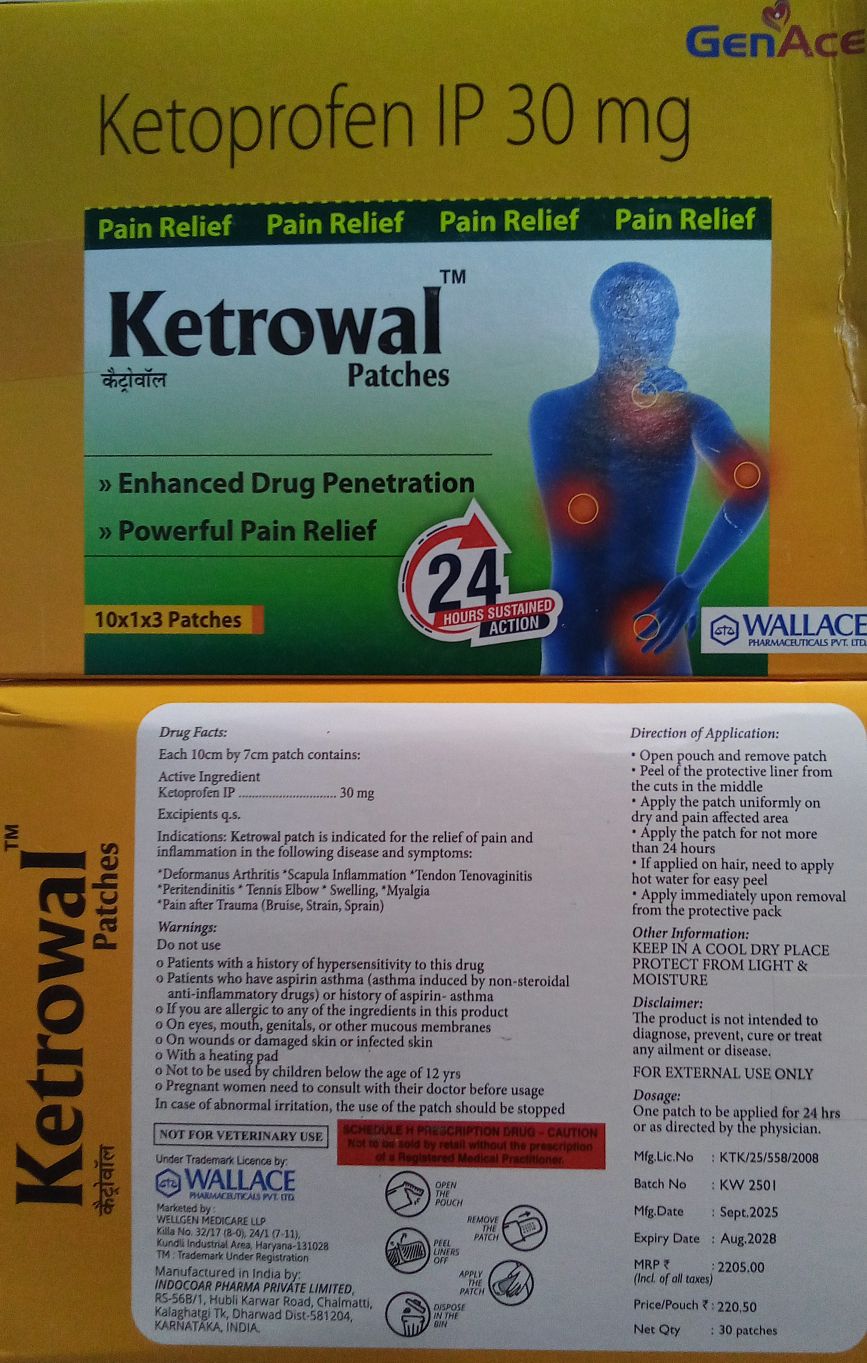 GenAce
Ketoprofen IP 30 mg
Pain Relief Pain Relief Pain Relief Pain Relief
Ketrowal™
कैट्रोवॉल
Patches
» Enhanced Drug Penetration
» Powerful Pain Relief
24
HOURS SUSTAINED
ACTION
10x1x3 Patches
WALLACE
PHARMACEUTICALS PVT. LTD.
Ketrowal™
Patches
कैट्रोवॉल
Drug Facts:
Each 10cm by 7cm patch contains:
Active Ingredient
Ketoprofen IP ............................. 30 mg
Excipients q.s.
Indications: Ketrowal patch is indicated for the relief of pain and
inflammation in the following disease and symptoms:
*Deformanus Arthritis *Scapula Inflammation *Tendon Tenovaginitis
*Peritendinitis * Tennis Elbow * Swelling, *Myalgia
*Pain after Trauma (Bruise, Strain, Sprain)
Warnings:
Do not use
o Patients with a history of hypersensitivity to this drug
o Patients who have aspirin asthma (asthma induced by non-steroidal
anti-inflammatory drugs) or history of aspirin- asthma
o If you are allergic to any of the ingredients in this product
o On eyes, mouth, genitals, or other mucous membranes
o On wounds or damaged skin or infected skin
o With a heating pad
o Not to be used by children below the age of 12 yrs
o Pregnant women need to consult with their doctor before usage
In case of abnormal irritation, the use of the patch should be stopped
NOT FOR VETERINARY USE
SCHEDULE H PRESCRIPTION DRUG - CAUTION
Not to be sold by retail without the prescription
of a Registered Medical Practitioner.
Under Trademark Licence by:
WALLACE
PHARMACEUTICALS PVT. LTD.
Marketed by :
WELLGEN MEDICARE LLP
Killa No. 32/17 (8-0), 24/1 (7-11),
Kundli Industrial Area, Haryana-131028
TM : Trademark Under Registration
Manufactured in India by:
INDOCOAR PHARMA PRIVATE LIMITED,
RS-56B/1, Hubli Karwar Road, Chalmatti,
Kalaghatgi Tk, Dharwad Dist-581204,
KARNATAKA, INDIA.
OPEN
THE
POUCH
REMOVE
THE
PATCH
PEEL
LINERS
OFF
APPLY
THE
PATCH
DISPOSE
IN THE
BIN
Direction of Application:
• Open pouch and remove patch
• Peel of the protective liner from
the cuts in the middle
• Apply the patch uniformly on
dry and pain affected area
• Apply the patch for not more
than 24 hours
• If applied on hair, need to apply
hot water for easy peel
• Apply immediately upon removal
from the protective pack
Other Information:
KEEP IN A COOL DRY PLACE
PROTECT FROM LIGHT &
MOISTURE
Disclaimer:
The product is not intended to
diagnose, prevent, cure or treat
any ailment or disease.
FOR EXTERNAL USE ONLY
Dosage:
One patch to be applied for 24 hrs
or as directed by the physician.
Mfg.Lic.No : KTK/25/558/2008
Batch No : KW 2501
Mfg.Date : Sept.2025
Expiry Date : Aug.2028
MRP ₹ : 2205.00
(Incl. of all taxes)
Price/Pouch ₹ : 220.50
Net Qty : 30 patches